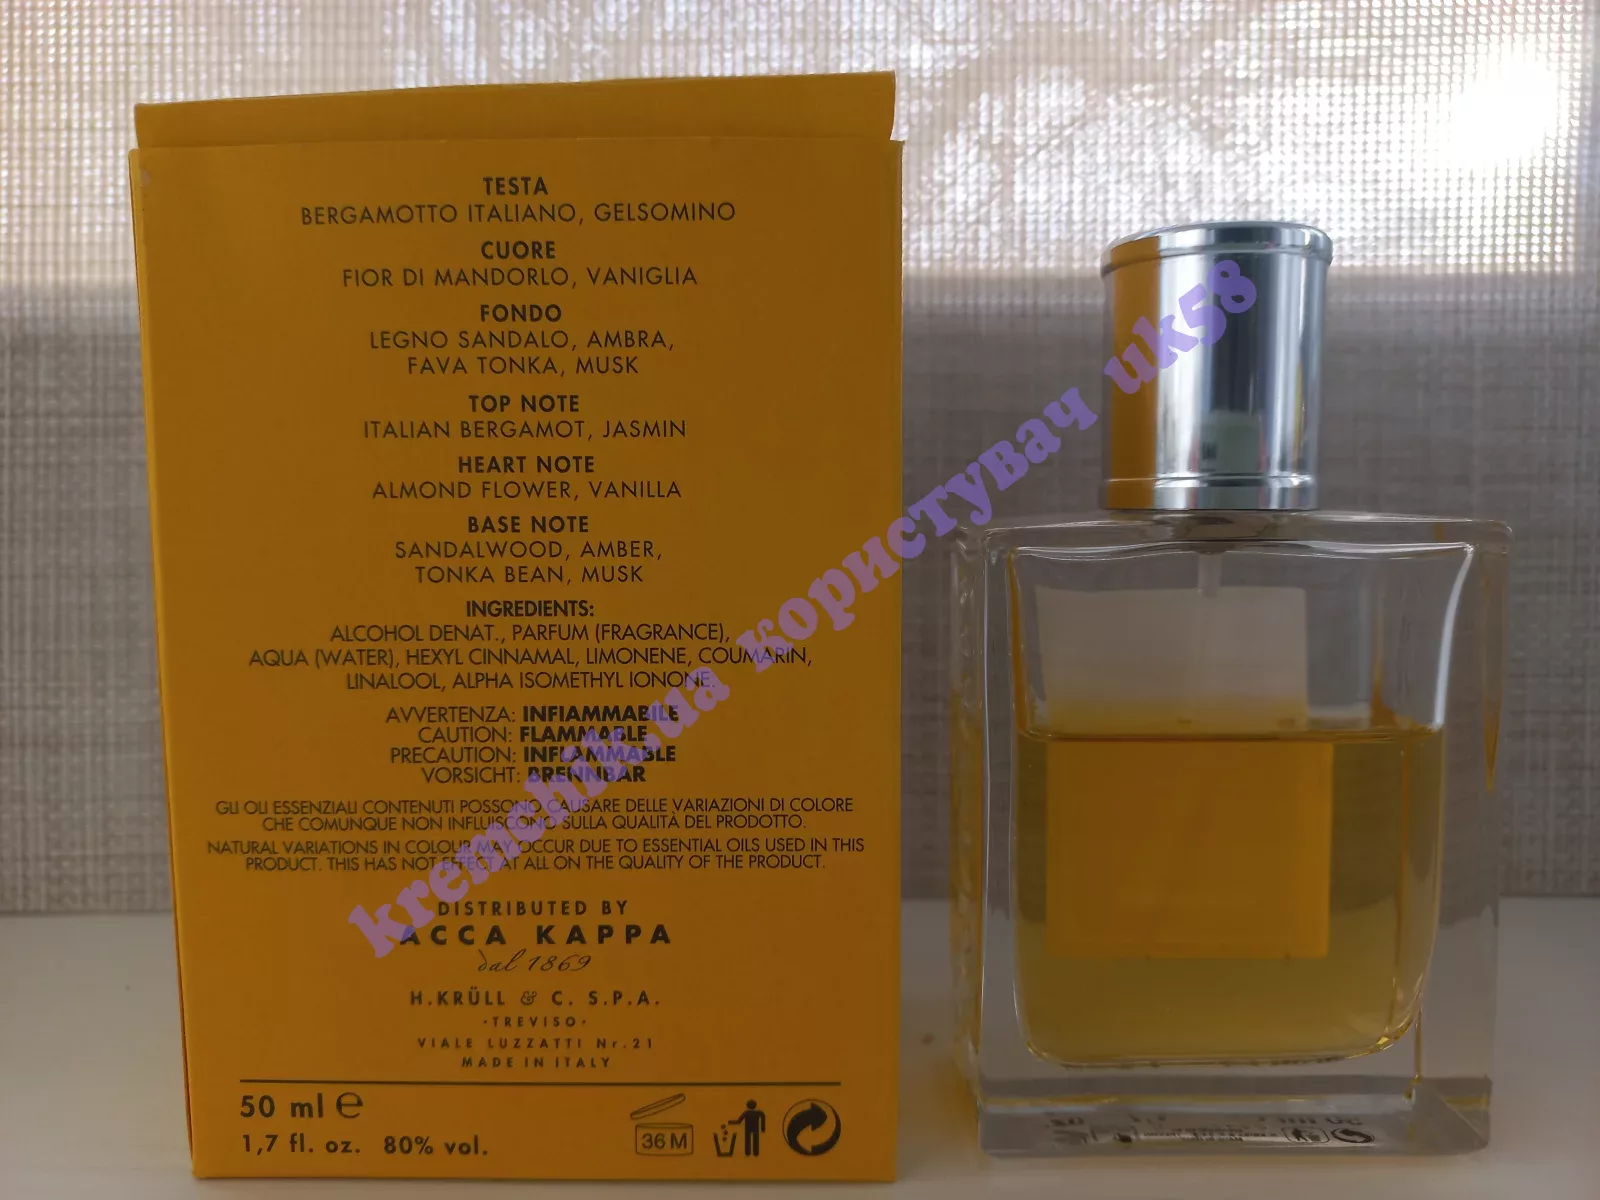 TESTA
BERGAMOTTO ITALIANO, GELSOMINO
CUORE
FIOR DI MANDORLO, VANIGLIA
FONDO
LEGNO SANDALO, AMBRA,
FAVA TONKA, MUSK
TOP NOTE
ITALIAN BERGAMOT, JASMIN
HEART NOTE
ALMOND FLOWER, VANILLA
BASE NOTE
SANDALWOOD, AMBER,
TONKA BEAN, MUSK
INGREDIENTS:
ALCOHOL DENAT., PARFUM (FRAGRANCE),
AQUA (WATER), HEXYL CINNAMAL, LIMONENE, COUMARIN,
LINALOOL, ALPHA ISOMETHYL IONONE.
AVVERTENZA: INFIAMMABILE
CAUTION: FLAMMABLE
PRECAUTION: INFLAMMABLE
VORSICHT: BRENNBAR
GLI OLI ESSENZIALI CONTENUTI POSSONO CAUSARE DELLE VARIAZIONI DI COLORE
CHE COMUNQUE NON INFLUISCONO SULLA QUALITÀ DEL PRODOTTO.
NATURAL VARIATIONS IN COLOUR MAY OCCUR DUE TO ESSENTIAL OILS USED IN THIS
PRODUCT. THIS HAS NOT EFFECT AT ALL ON THE QUALITY OF THE PRODUCT.
DISTRIBUTED BY
ACCA KAPPA
dal 1869
H.KRÜLL & C. S.P.A.
·TREVISO·
VIALE LUZZATTI Nr.21
MADE IN ITALY
50 ml ℮
1,7 fl. oz. 80% vol.
36 M
kremohit.ua користувач uk58